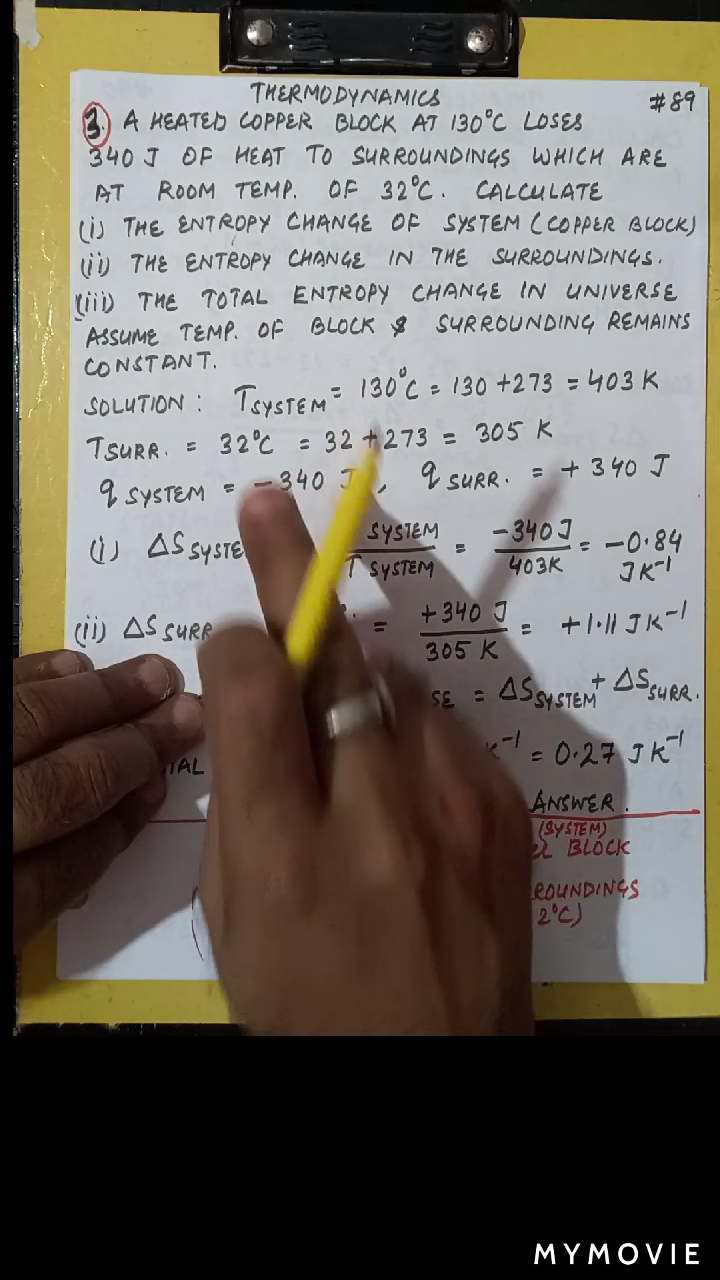 THERMODYNAMICS #89
3. A HEATED COPPER BLOCK AT 130°C LOSES
340 J OF HEAT TO SURROUNDINGS WHICH ARE
AT ROOM TEMP. OF 32°C. CALCULATE
(i) THE ENTROPY CHANGE OF SYSTEM (COPPER BLOCK)
(ii) THE ENTROPY CHANGE IN THE SURROUNDINGS.
(iii) THE TOTAL ENTROPY CHANGE IN UNIVERSE
ASSUME TEMP. OF BLOCK & SURROUNDING REMAINS
CONSTANT.
SOLUTION : TSYSTEM = 130°C = 130 + 273 = 403 K
TSURR. = 32°C = 32 + 273 = 305 K
q SYSTEM = -340 J, q SURR. = + 340 J
(i) ΔS SYSTE SYSTEM / T SYSTEM = -340 J / 403K = -0.84 JK⁻¹
(ii) ΔS SURR = +340 J / 305 K = +1.11 JK⁻¹
SE = ΔS SYSTEM + ΔS SURR.
K⁻¹ = 0.27 JK⁻¹
ANSWER.
(SYSTEM)
BLOCK
ROUNDINGS
2°C)
MYMOVIE